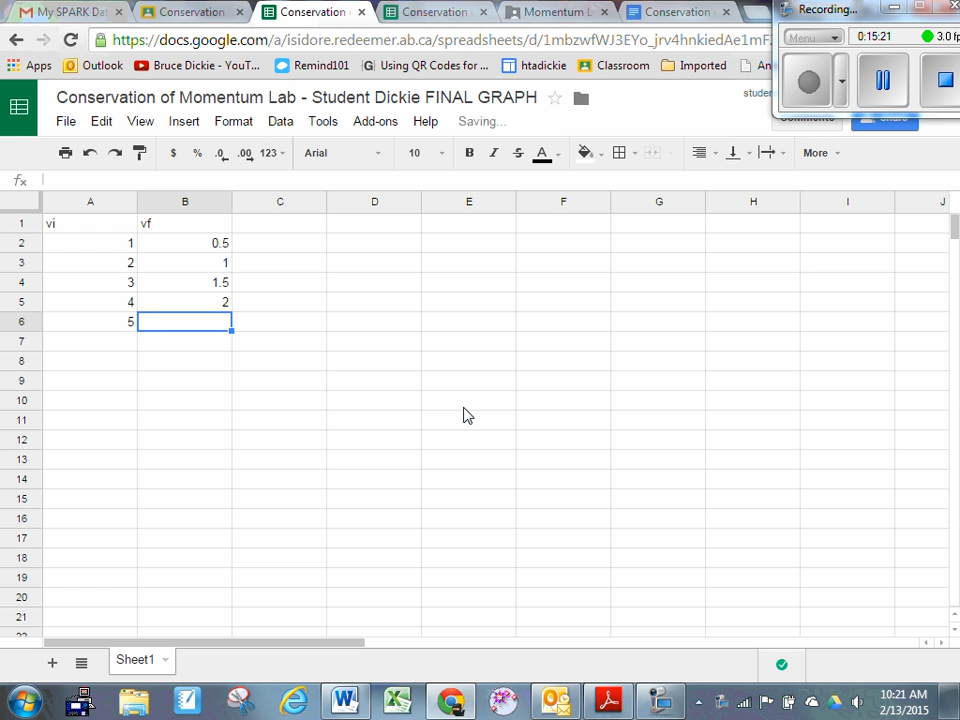 My SPARK Dat
Conservation
Conservation
Conservation
Momentum L
Conservation
Recording...
https://docs.google.com/a/isidore.redeemer.ab.ca/spreadsheets/d/1mbzwfWJ3EYo_jrv4hnkiedAe1mF
Menu
0:15:21
3.0 f
Apps
Outlook
Bruce Dickie - YouT...
Remind101
Using QR Codes for ...
htadickie
Classroom
Imported
An
Conservation of Momentum Lab - Student Dickie FINAL GRAPH
studen
Comments
Share
File Edit View Insert Format Data Tools Add-ons Help Saving...
$ % .0 .00 123 Arial 10 B I S A More
fx
A B C D E F G H I J
1 vi vf
2 1 0.5
3 2 1
4 3 1.5
5 4 2
6 5
7
8
9
10
11
12
13
14
15
16
17
18
19
20
21
22
Sheet1
10:21 AM
2/13/2015